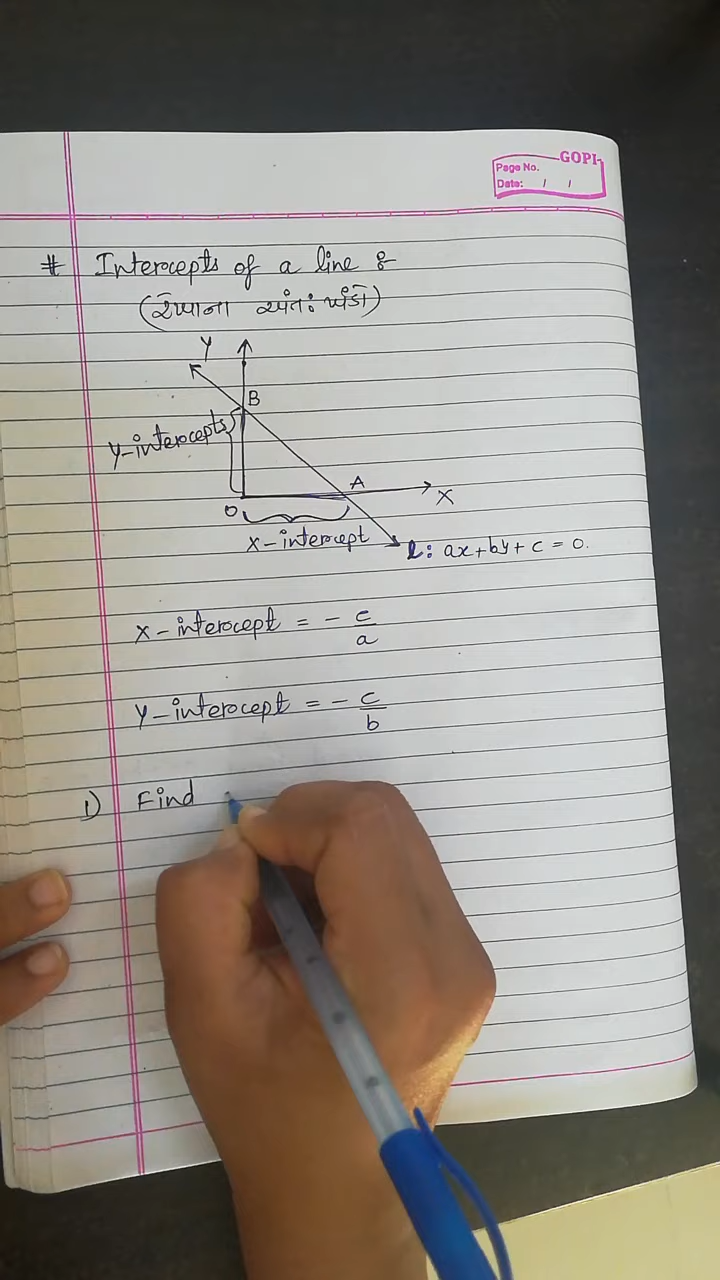 GOPI
Page No.
Date: / /
# Intercepts of a line :-
(રેખાના અંતઃખંડો)
Y
B
Y-intercepts
A
X
O
X-intercept
l: ax+by+c = 0.
X-intercept = - c/a
Y-intercept = - c/b
1) Find